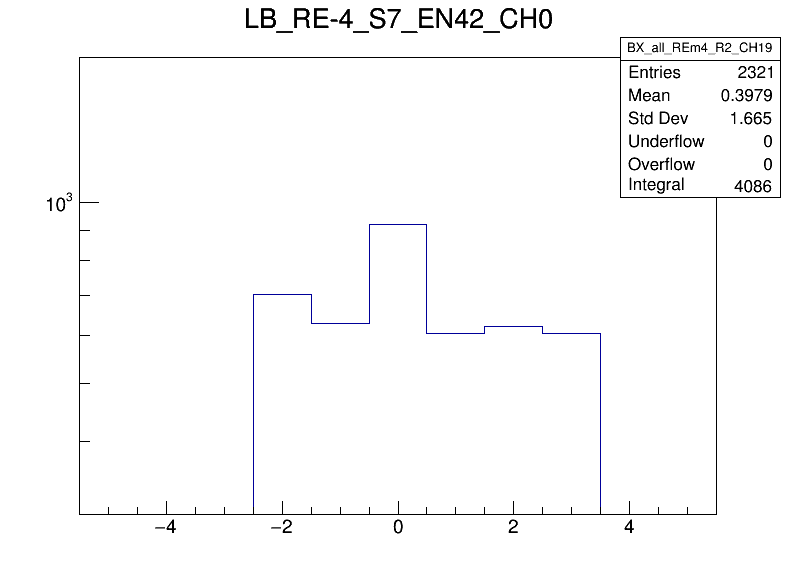 LB_RE-4_S7_EN42_CH0
BX_all_REm4_R2_CH19
Entries 2321
Mean 0.3979
Std Dev 1.665
Underflow 0
Overflow 0
Integral 4086
10³
−4 −2 0 2 4